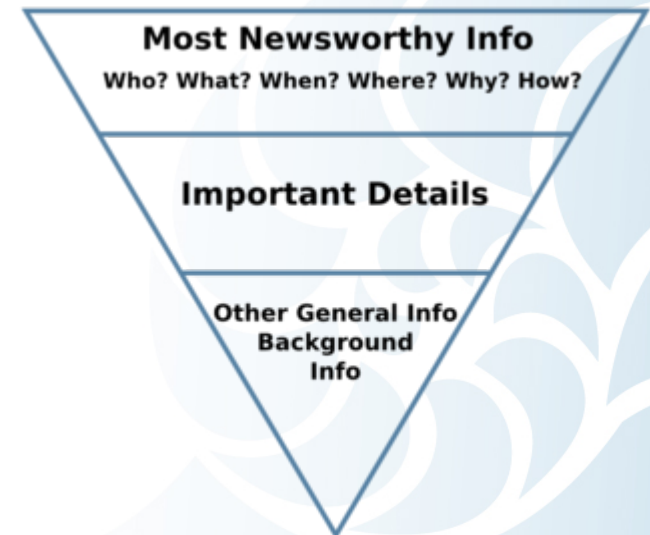 Most Newsworthy Info
Who? What? When? Where? Why? How?
Important Details
Other General Info
Background
Info